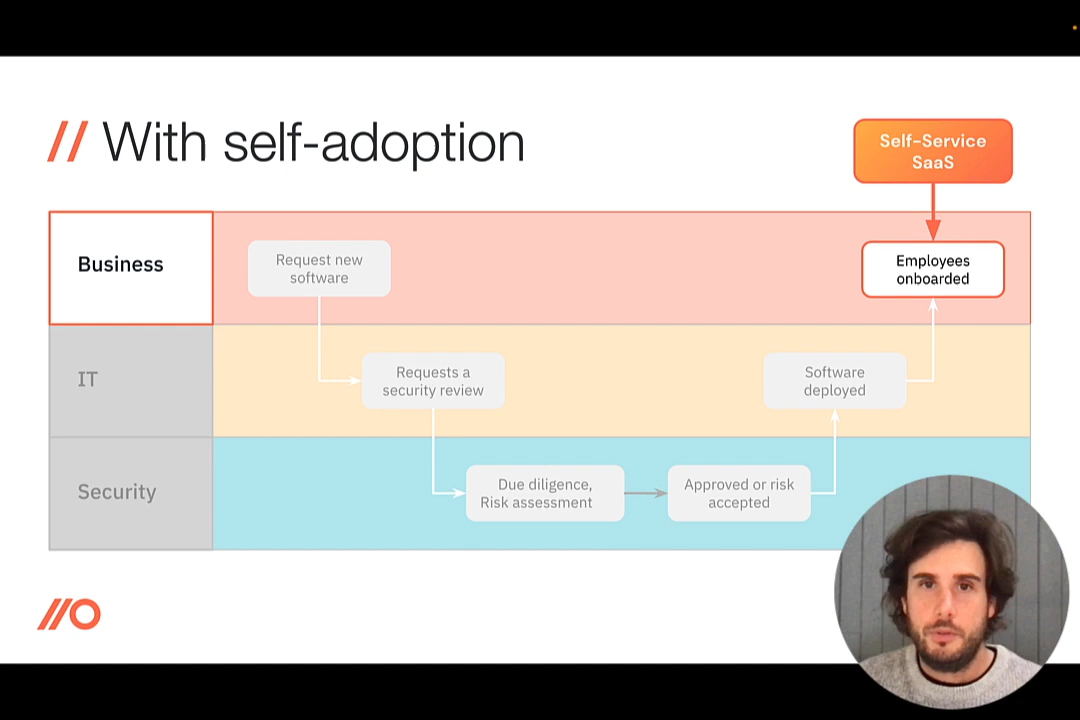 // With self-adoption
Self-Service
SaaS
Business
Request new
software
Employees
onboarded
IT
Requests a
security review
Software
deployed
Security
Due diligence,
Risk assessment
Approved or risk
accepted
//O